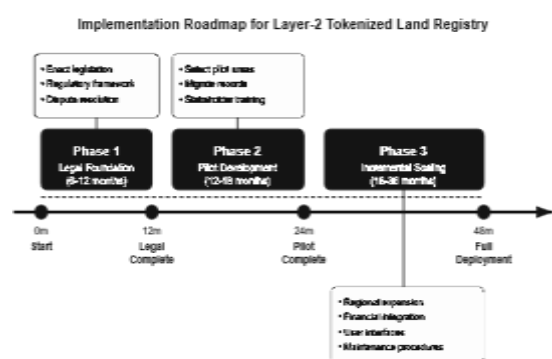 Implementation Roadmap for Layer-2 Tokenized Land Registry
• Enact legislation
• Regulatory framework
• Dispute resolution
• Select pilot areas
• Migrate records
• Stakeholder training
Phase 1
Legal Foundation
(6-12 months)
Phase 2
Pilot Development
(12-18 months)
Phase 3
Incremental Scaling
months)
0m
Start
12m
Legal
Complete
24m
Pilot
Complete
48m
Full
Deployment
• Regional expansion
• Financial integration
• User interfaces
• Maintenance procedures